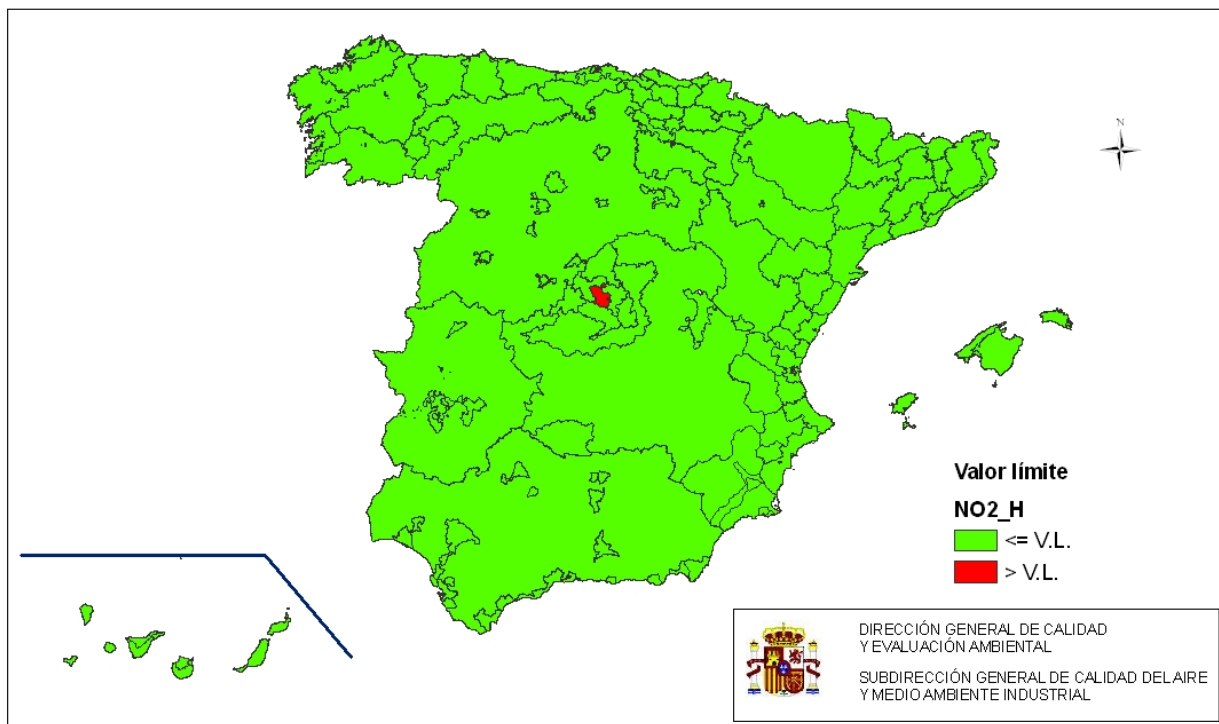 N
Valor límite
NO2_H
<= V.L.
> V.L.
DIRECCIÓN GENERAL DE CALIDAD
Y EVALUACIÓN AMBIENTAL
SUBDIRECCIÓN GENERAL DE CALIDAD DEL AIRE
Y MEDIO AMBIENTE INDUSTRIAL